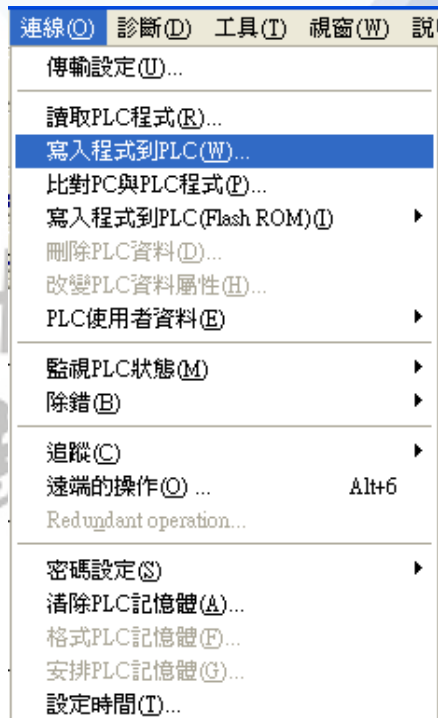 連線(O) 診斷(D) 工具(T) 視窗(W) 說
傳輸設定(U)...
讀取PLC程式(R)...
寫入程式到PLC(W)...
比對PC與PLC程式(P)...
寫入程式到PLC(Flash ROM)(I)
刪除PLC資料(D)...
改變PLC資料屬性(H)...
PLC使用者資料(E)
監視PLC狀態(M)
除錯(B)
追蹤(C)
遠端的操作(O) ... Alt+6
Redundant operation...
密碼設定(S)
清除PLC記憶體(A)...
格式PLC記憶體(F)...
安排PLC記憶體(G)...
設定時間(T)...